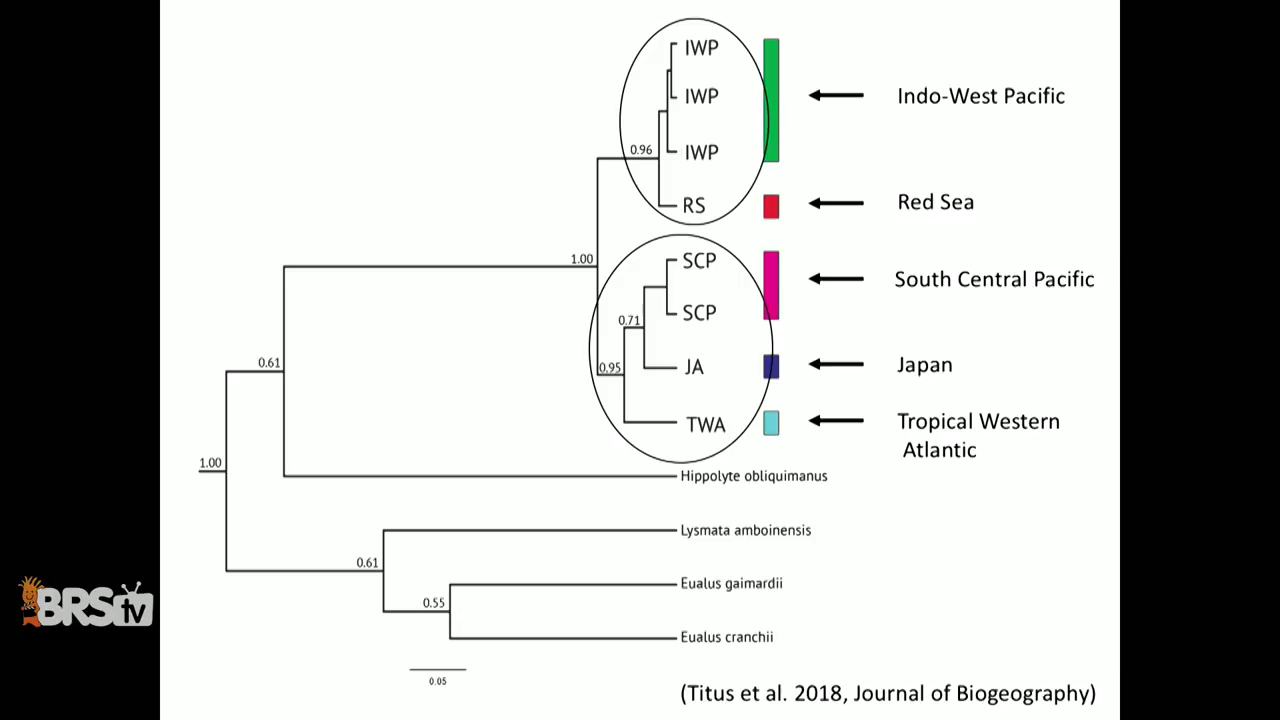 IWP
IWP
Indo-West Pacific
IWP
0.96
RS
Red Sea
1.00
SCP
South Central Pacific
SCP
0.71
JA
Japan
0.61
0.95
TWA
Tropical Western
Atlantic
1.00
Hippolyte obliquimanus
Lysmata amboinensis
0.61
Eualus gaimardii
0.55
BRStv
Eualus cranchii
0.05
(Titus et al. 2018, Journal of Biogeography)